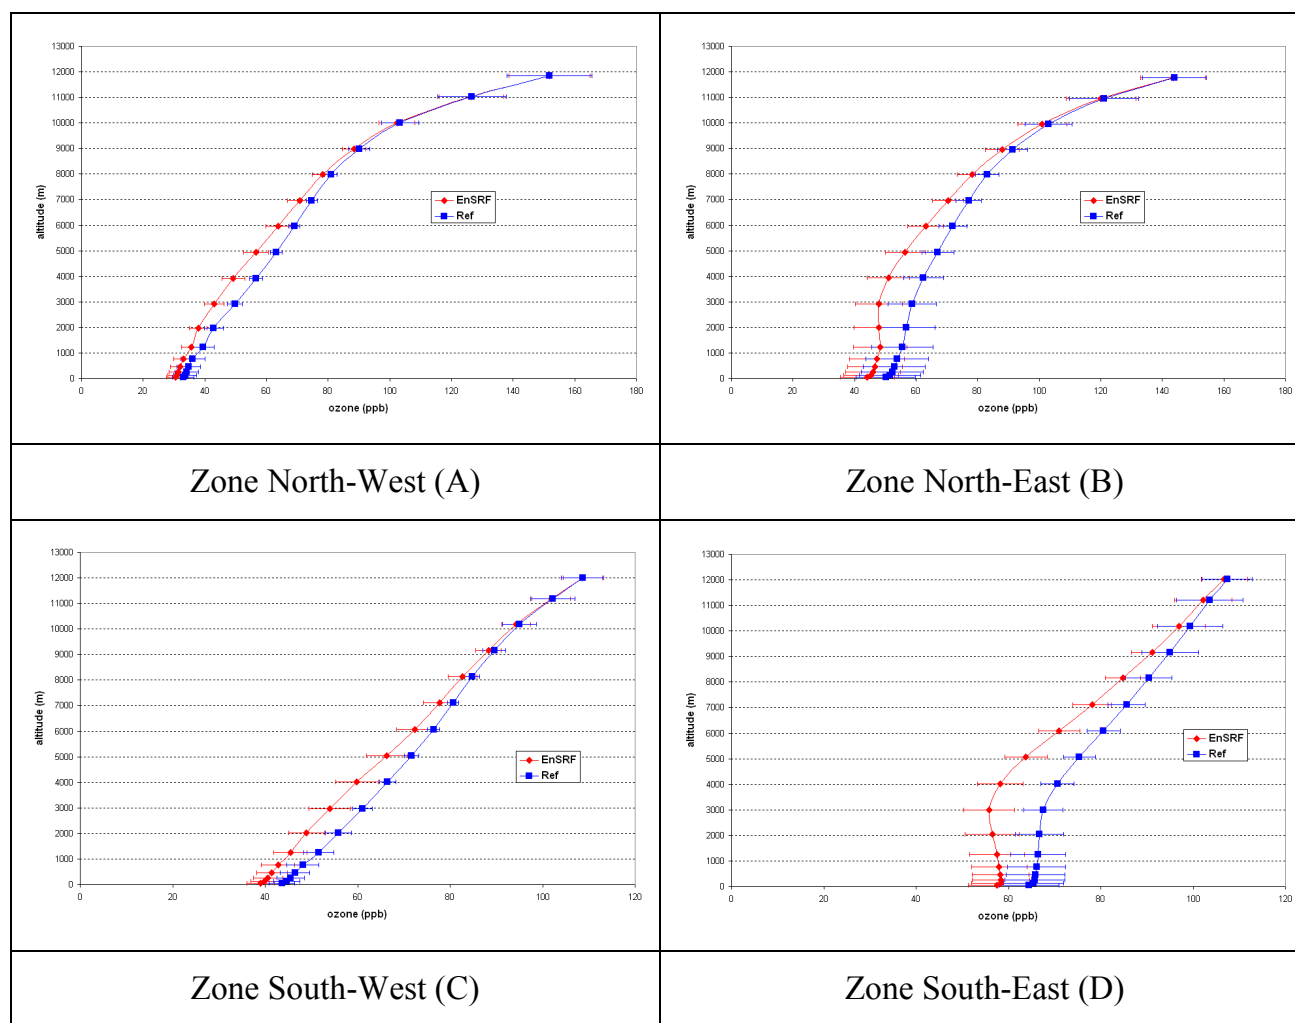 13000
12000
11000
10000
9000
8000
7000
6000
5000
4000
3000
2000
1000
0
altitude (m)
EnSRF
Ref
0 20 40 60 80 100 120 140 160 180
ozone (ppb)
13000
12000
11000
10000
9000
8000
7000
6000
5000
4000
3000
2000
1000
0
altitude (m)
EnSRF
Ref
0 20 40 60 80 100 120 140 160 180
ozone (ppb)
Zone North-West (A)
Zone North-East (B)
13000
12000
11000
10000
9000
8000
7000
6000
5000
4000
3000
2000
1000
0
altitude (m)
EnSRF
Ref
0 20 40 60 80 100 120
ozone (ppb)
13000
12000
11000
10000
9000
8000
7000
6000
5000
4000
3000
2000
1000
0
altitude (m)
EnSRF
Ref
0 20 40 60 80 100 120
ozone (ppb)
Zone South-West (C)
Zone South-East (D)